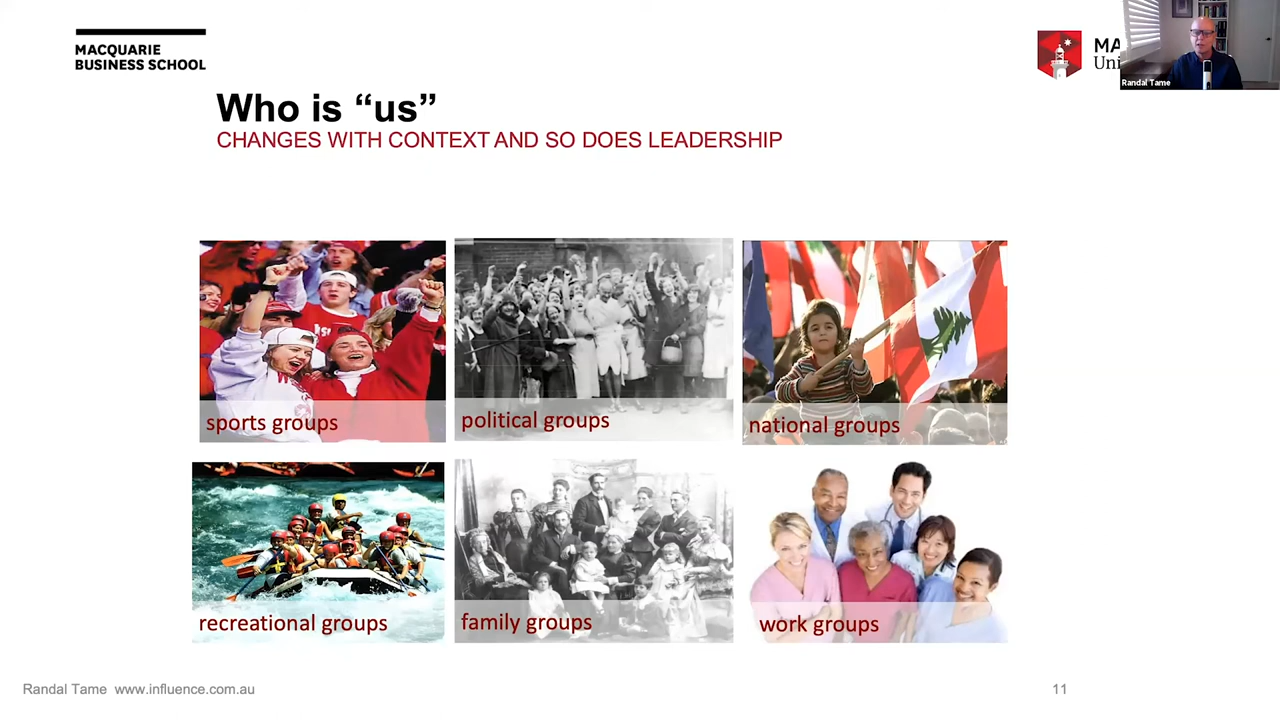 MACQUARIE
BUSINESS SCHOOL
MA
Uni
Randal Tame
Who is “us”
CHANGES WITH CONTEXT AND SO DOES LEADERSHIP
sports groups
political groups
national groups
recreational groups
family groups
work groups
Randal Tame www.influence.com.au
11